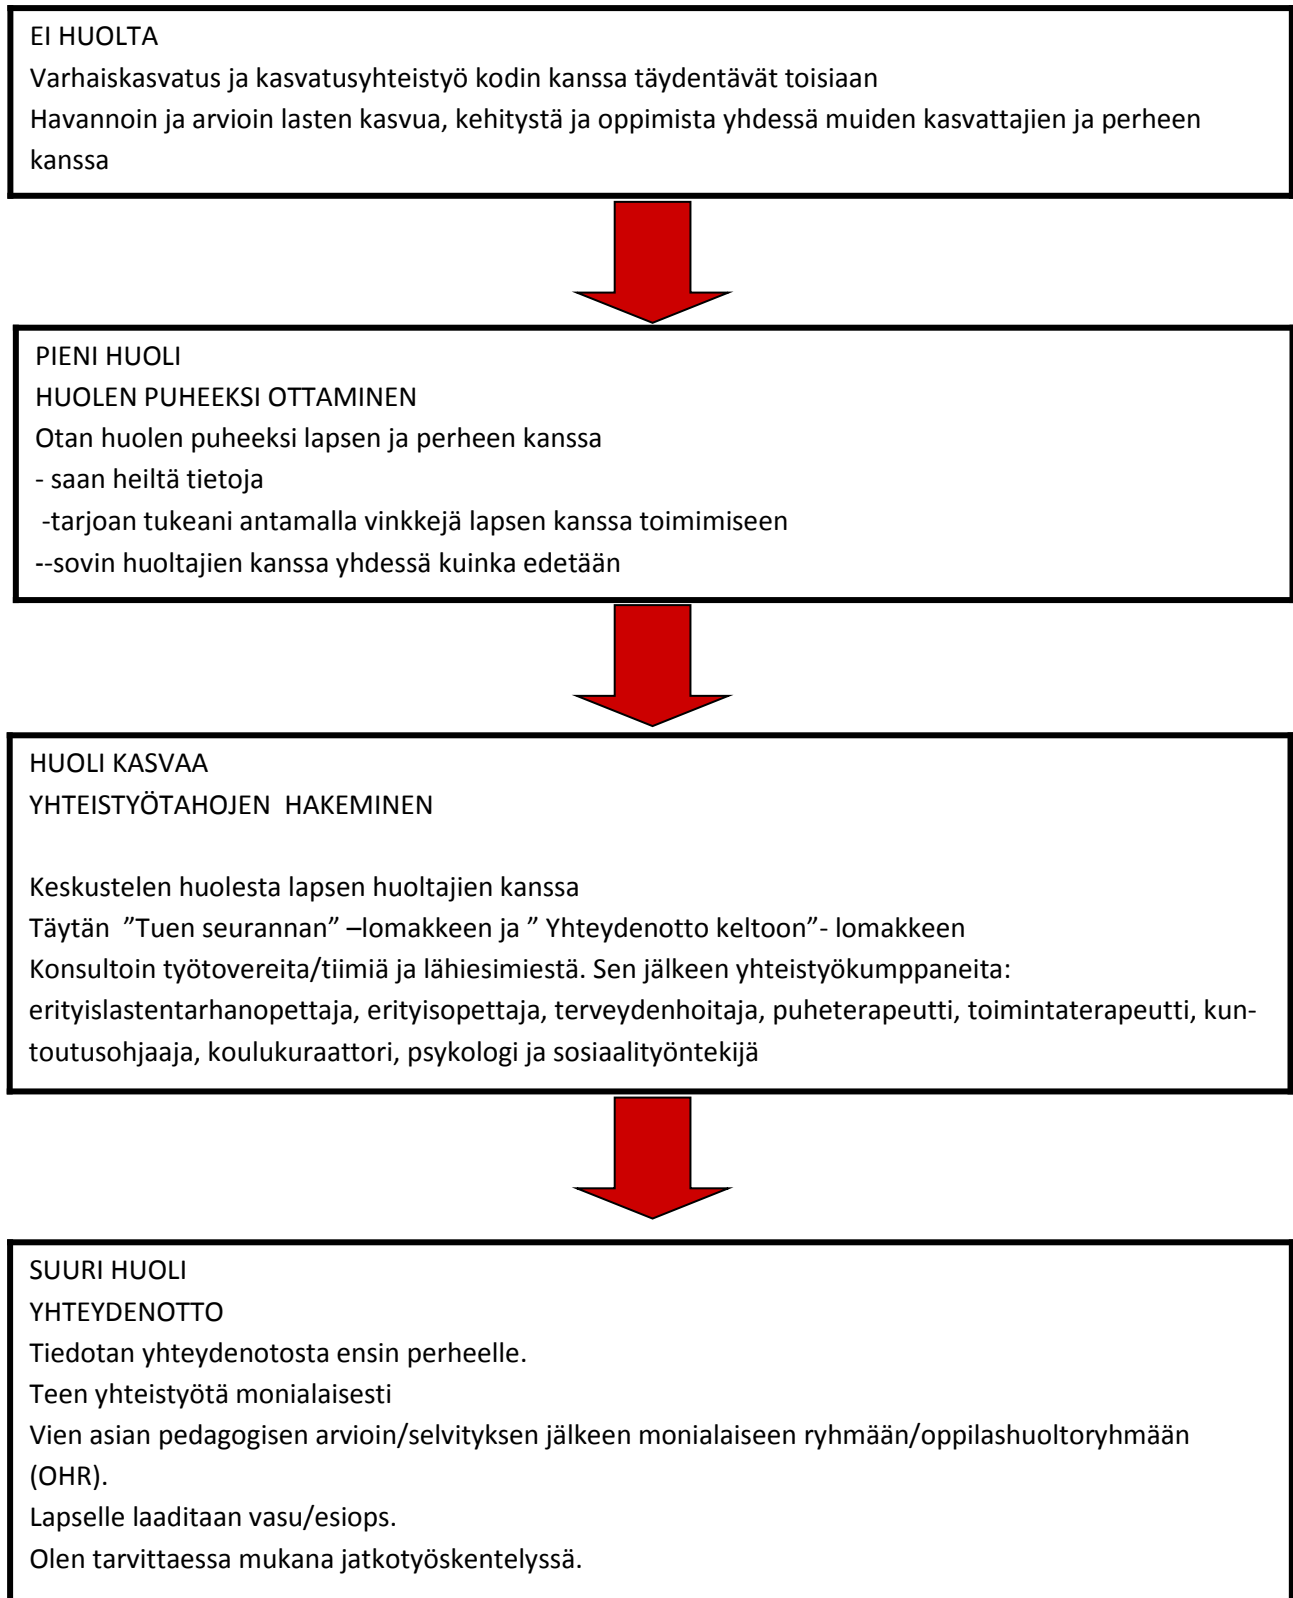 EI HUOLTA
Varhaiskasvatus ja kasvatusyhteistyö kodin kanssa täydentävät toisiaan
Havannoin ja arvioin lasten kasvua, kehitystä ja oppimista yhdessä muiden kasvattajien ja perheen
kanssa
PIENI HUOLI
HUOLEN PUHEEKSI OTTAMINEN
Otan huolen puheeksi lapsen ja perheen kanssa
- saan heiltä tietoja
-tarjoan tukeani antamalla vinkkejä lapsen kanssa toimimiseen
--sovin huoltajien kanssa yhdessä kuinka edetään
HUOLI KASVAA
YHTEISTYÖTAHOJEN  HAKEMINEN
Keskustelen huolesta lapsen huoltajien kanssa
Täytän  ”Tuen seurannan” –lomakkeen ja ” Yhteydenotto keltoon”- lomakkeen
Konsultoin työtovereita/tiimiä ja lähiesimiestä. Sen jälkeen yhteistyökumppaneita:
erityislastentarhanopettaja, erityisopettaja, terveydenhoitaja, puheterapeutti, toimintaterapeutti, kun-
toutusohjaaja, koulukuraattori, psykologi ja sosiaalityöntekijä
SUURI HUOLI
YHTEYDENOTTO
Tiedotan yhteydenotosta ensin perheelle.
Teen yhteistyötä monialaisesti
Vien asian pedagogisen arvioin/selvityksen jälkeen monialaiseen ryhmään/oppilashuoltoryhmään
(OHR).
Lapselle laaditaan vasu/esiops.
Olen tarvittaessa mukana jatkotyöskentelyssä.